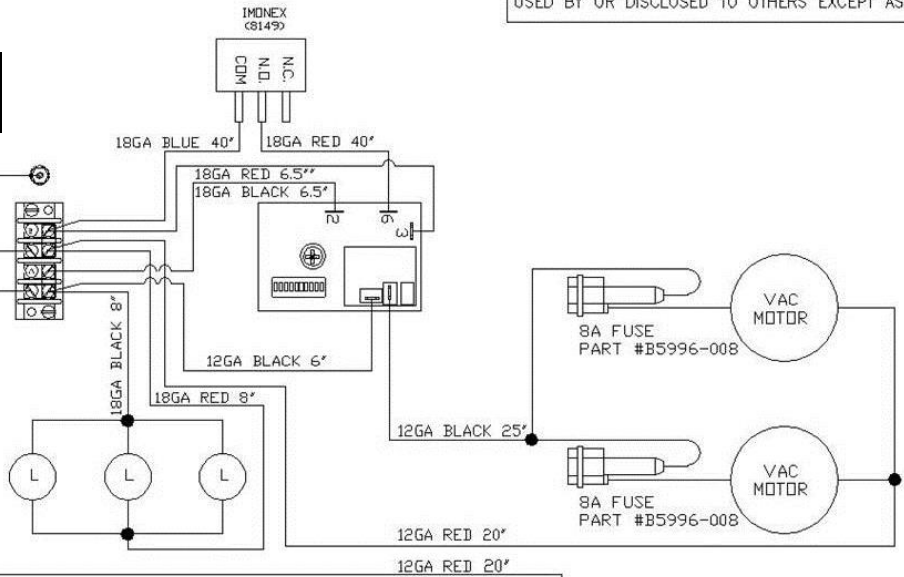 USED BY OR DISCLOSED TO OTHERS EXCEPT AS
IMONEX
(8149)
COM
N.O.
N.C.
18GA BLUE 40"
18GA RED 40"
18GA RED 6.5''
18GA BLACK 6.5"
2
6
3
VAC
MOTOR
8A FUSE
PART #B5996-008
18GA BLACK 8"
12GA BLACK 6"
18GA RED 8"
12GA BLACK 25"
L
L
L
VAC
MOTOR
8A FUSE
PART #B5996-008
12GA RED 20"
12GA RED 20"